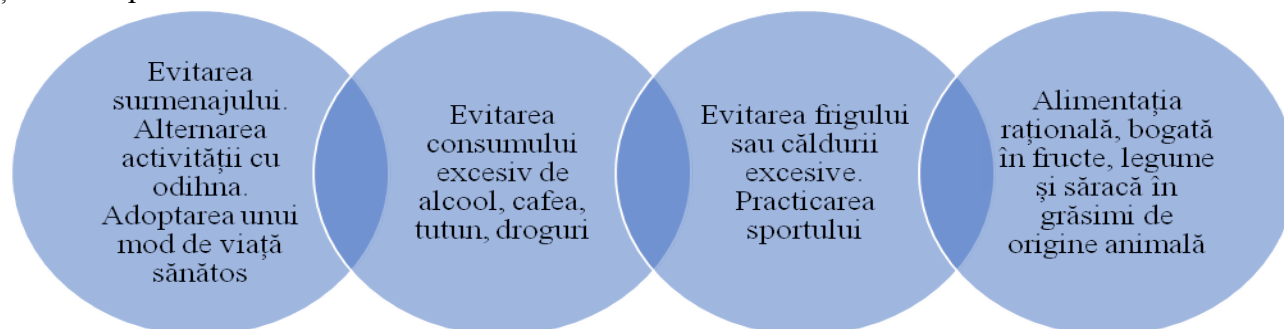 Evitarea
surmenajului.
Alternarea
activității cu
odihna.
Adoptarea unui
mod de viață
sănătos
Evitarea
consumului
excesiv de
alcool, cafea,
tutun, droguri
Evitarea frigului
sau căldurii
excesive.
Practicarea
sportului
Alimentația
rațională, bogată
în fructe, legume
și săracă în
grăsimi de
origine animală